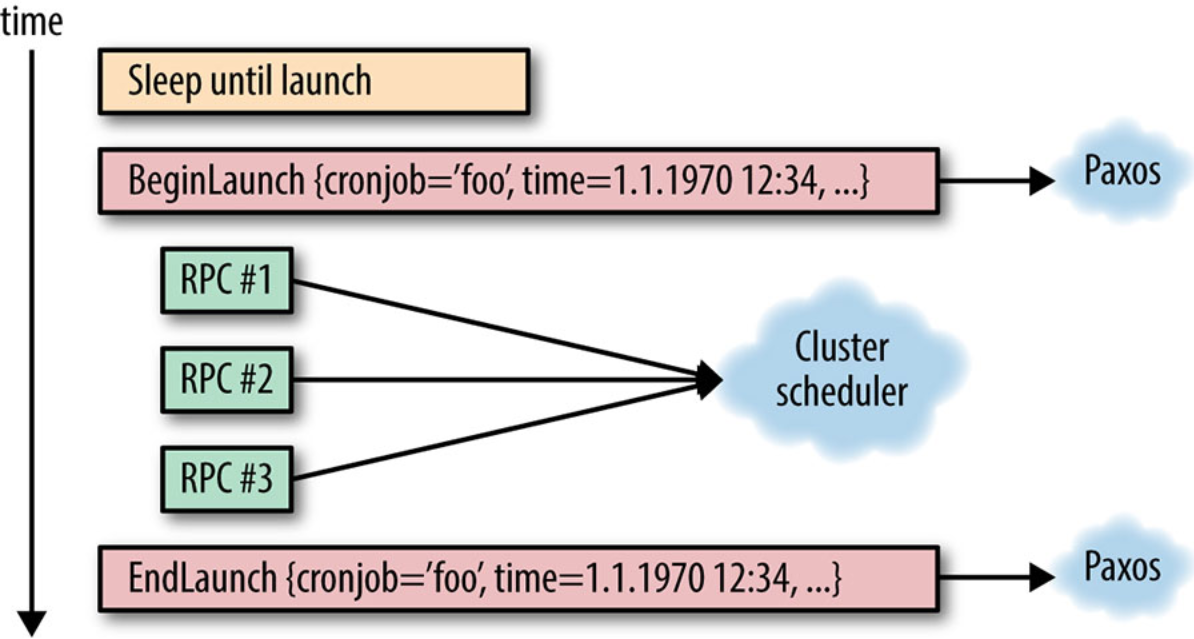 time
Sleep until launch
BeginLaunch {cronjob=‘foo’, time=1.1.1970 12:34, ...}
Paxos
RPC #1
RPC #2
RPC #3
Cluster
scheduler
EndLaunch {cronjob=‘foo’, time=1.1.1970 12:34, ...}
Paxos